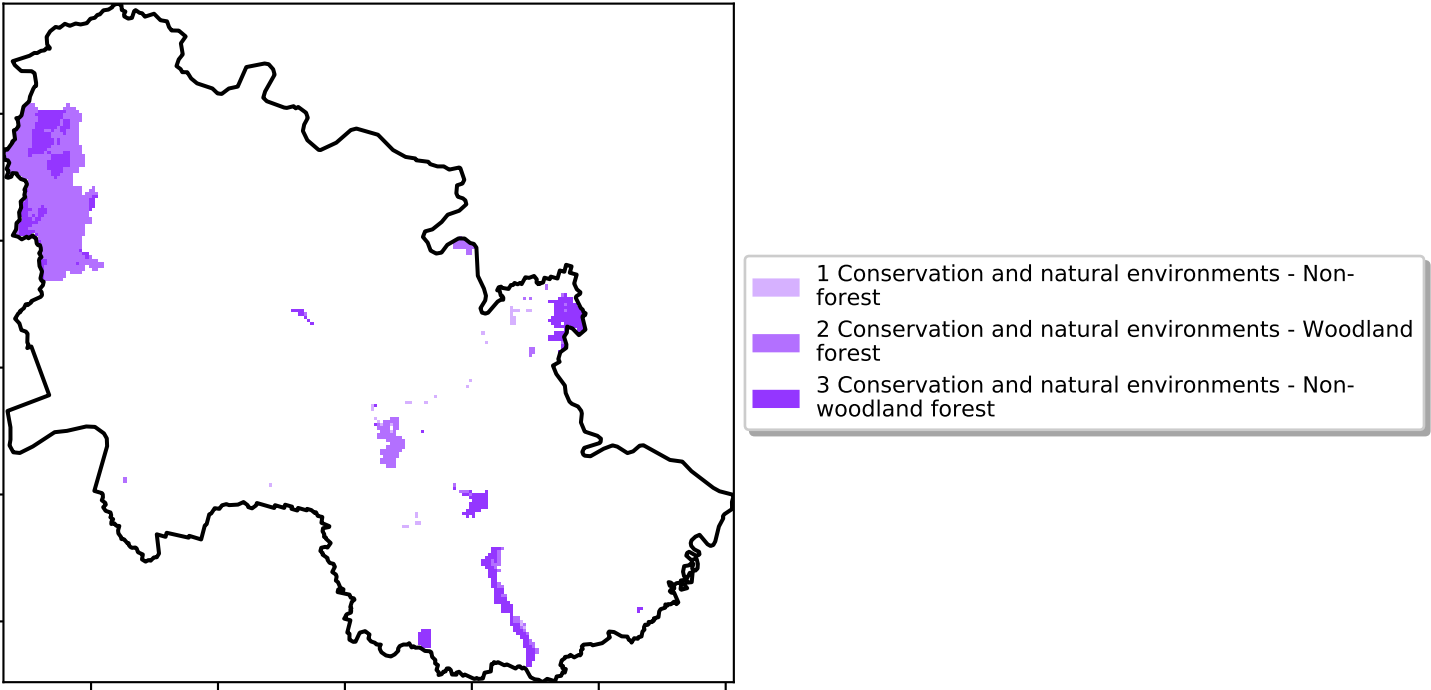 1 Conservation and natural environments - Non-
forest
2 Conservation and natural environments - Woodland
forest
3 Conservation and natural environments - Non-
woodland forest